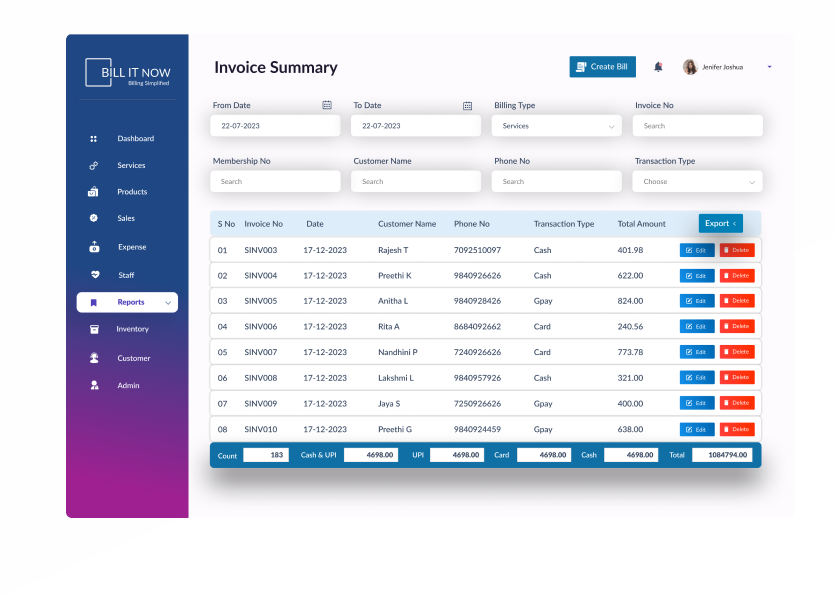 BILL IT NOW
Billing Simplified
Dashboard
Services
Products
Sales
Expense
Staff
Reports
Inventory
Customer
Admin
Invoice Summary
Create Bill
Jenifer Joshua
From Date To Date Billing Type Invoice No
22-07-2023 22-07-2023 Services Search
Membership No Customer Name Phone No Transaction Type
Search Search Search Choose
S No Invoice No Date Customer Name Phone No Transaction Type Total Amount Export <
01 SINV003 17-12-2023 Rajesh T 7092510097 Cash 401.98 Edit Delete
02 SINV004 17-12-2023 Preethi K 9840926626 Cash 622.00 Edit Delete
03 SINV005 17-12-2023 Anitha L 9840928426 Gpay 824.00 Edit Delete
04 SINV006 17-12-2023 Rita A 8684092662 Card 240.56 Edit Delete
05 SINV007 17-12-2023 Nandhini P 7240926626 Card 773.78 Edit Delete
06 SINV008 17-12-2023 Lakshmi L 9840957926 Cash 321.00 Edit Delete
07 SINV009 17-12-2023 Jaya S 7250926626 Gpay 400.00 Edit Delete
08 SINV010 17-12-2023 Preethi G 9840924459 Gpay 638.00 Edit Delete
Count 183 Cash & UPI 4698.00 UPI 4698.00 Card 4698.00 Cash 4698.00 Total 1084794.00